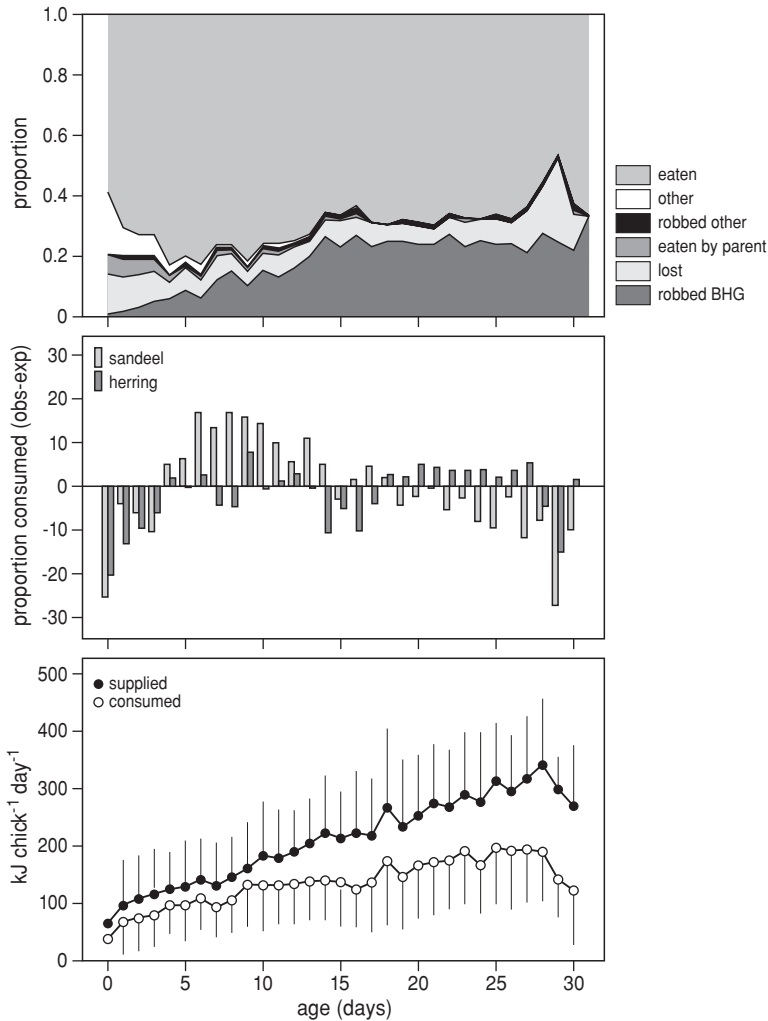 1.0
0.8
0.6
0.4
0.2
0
proportion
eaten
other
robbed other
eaten by parent
lost
robbed BHG
30
20
10
0
-10
-20
-30
proportion consumed (obs-exp)
sandeel
herring
500
400
300
200
100
0
kJ chick-1 day-1
supplied
consumed
0 5 10 15 20 25 30
age (days)